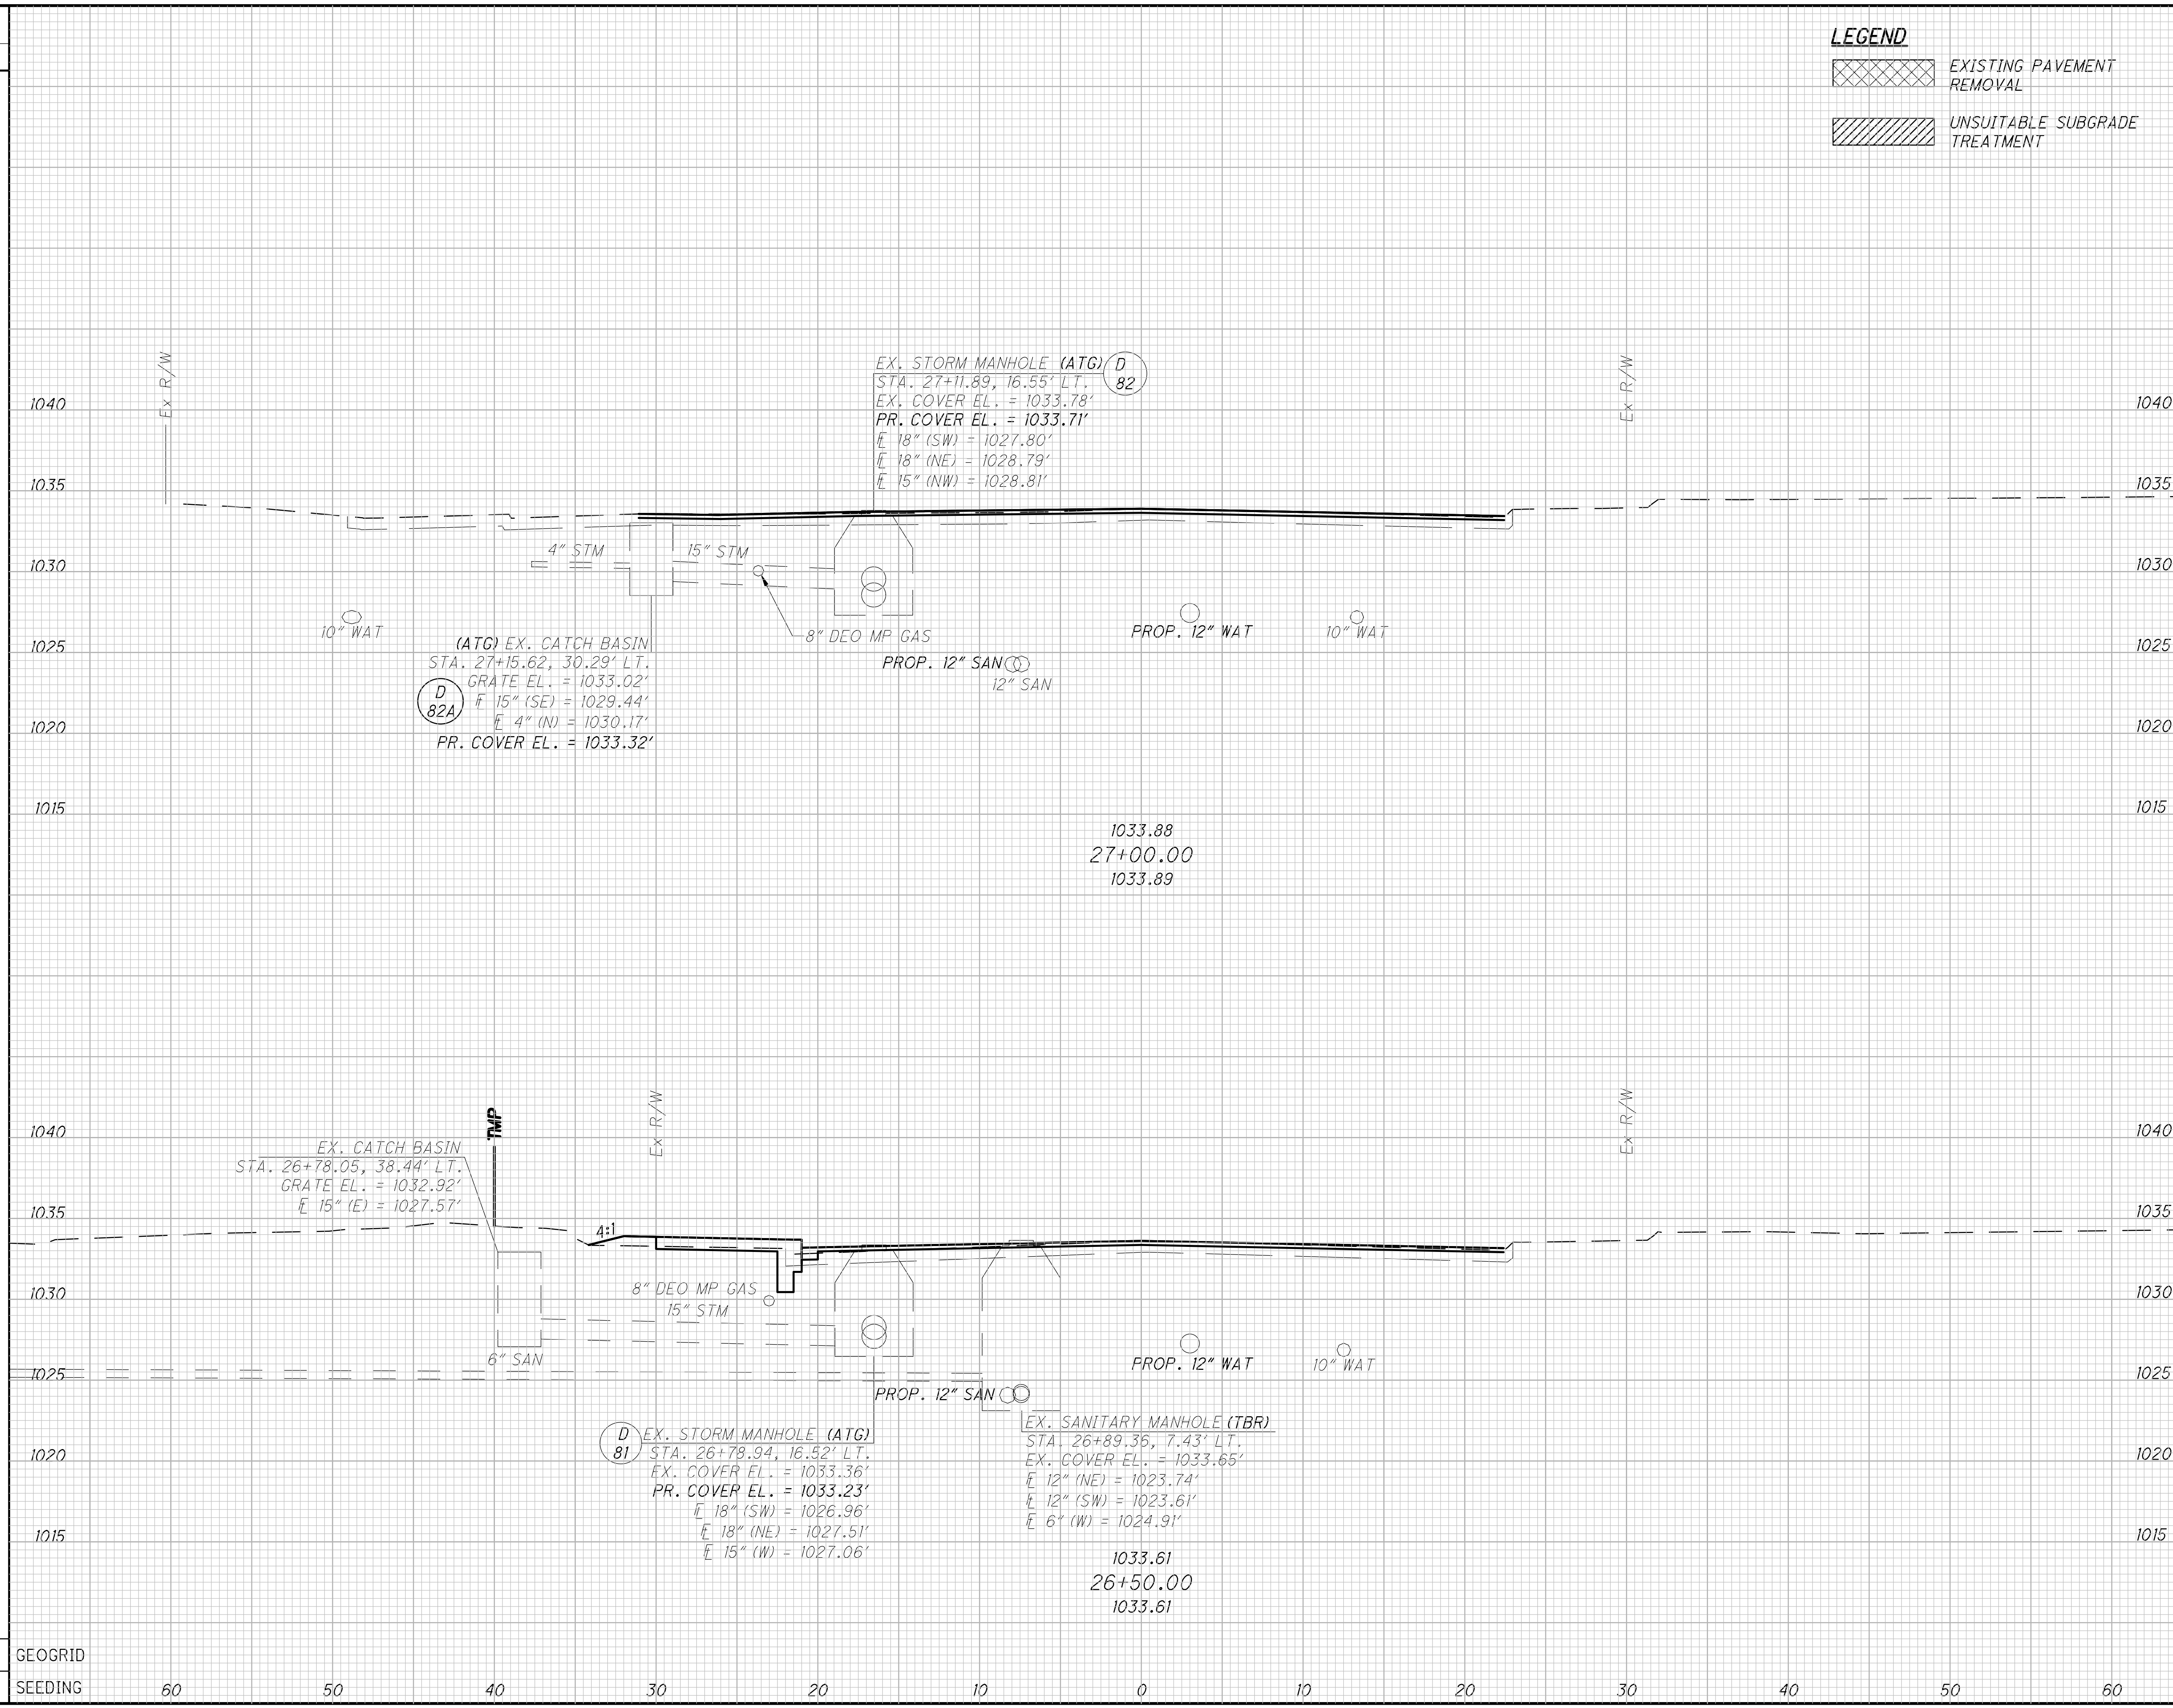 LEGEND
EXISTING PAVEMENT
REMOVAL
UNSUITABLE SUBGRADE
TREATMENT
Ex R/W
EX. STORM MANHOLE (ATG)
STA. 27+11.89, 16.55' LT.
EX. COVER EL. = 1033.78'
PR. COVER EL. = 1033.71'
18" (SW) = 1027.80'
18" (NE) = 1028.79'
15" (NW) = 1028.81'
D
82
Ex R/W
1040
1040
1035
1035
4" STM
15" STM
1030
1030
10" WAT
8" DEO MP GAS
PROP. 12" WAT
10" WAT
1025
1025
(ATG) EX. CATCH BASIN
STA. 27+15.62, 30.29' LT.
GRATE EL. = 1033.02'
15" (SE) = 1029.44'
4" (N) = 1030.17'
PR. COVER EL. = 1033.32'
D
82A
PROP. 12" SAN
12" SAN
1020
1020
1015
1015
1033.88
27+00.00
1033.89
TMP
Ex R/W
Ex R/W
1040
1040
EX. CATCH BASIN
STA. 26+78.05, 38.44' LT.
GRATE EL. = 1032.92'
15" (E) = 1027.57'
1035
1035
4:1
1030
1030
8" DEO MP GAS
15" STM
6" SAN
PROP. 12" WAT
10" WAT
1025
1025
PROP. 12" SAN
D
81
EX. STORM MANHOLE (ATG)
STA. 26+78.94, 16.52' LT.
EX. COVER EL. = 1033.36'
PR. COVER EL. = 1033.23'
18" (SW) = 1026.96'
18" (NE) = 1027.51'
15" (W) = 1027.06'
EX. SANITARY MANHOLE (TBR)
STA. 26+89.36, 7.43' LT.
EX. COVER EL. = 1033.65'
12" (NE) = 1023.74'
12" (SW) = 1023.61'
6" (W) = 1024.91'
1020
1020
1015
1015
1033.61
26+50.00
1033.61
GEOGRID
SEEDING
60
50
40
30
20
10
0
10
20
30
40
50
60